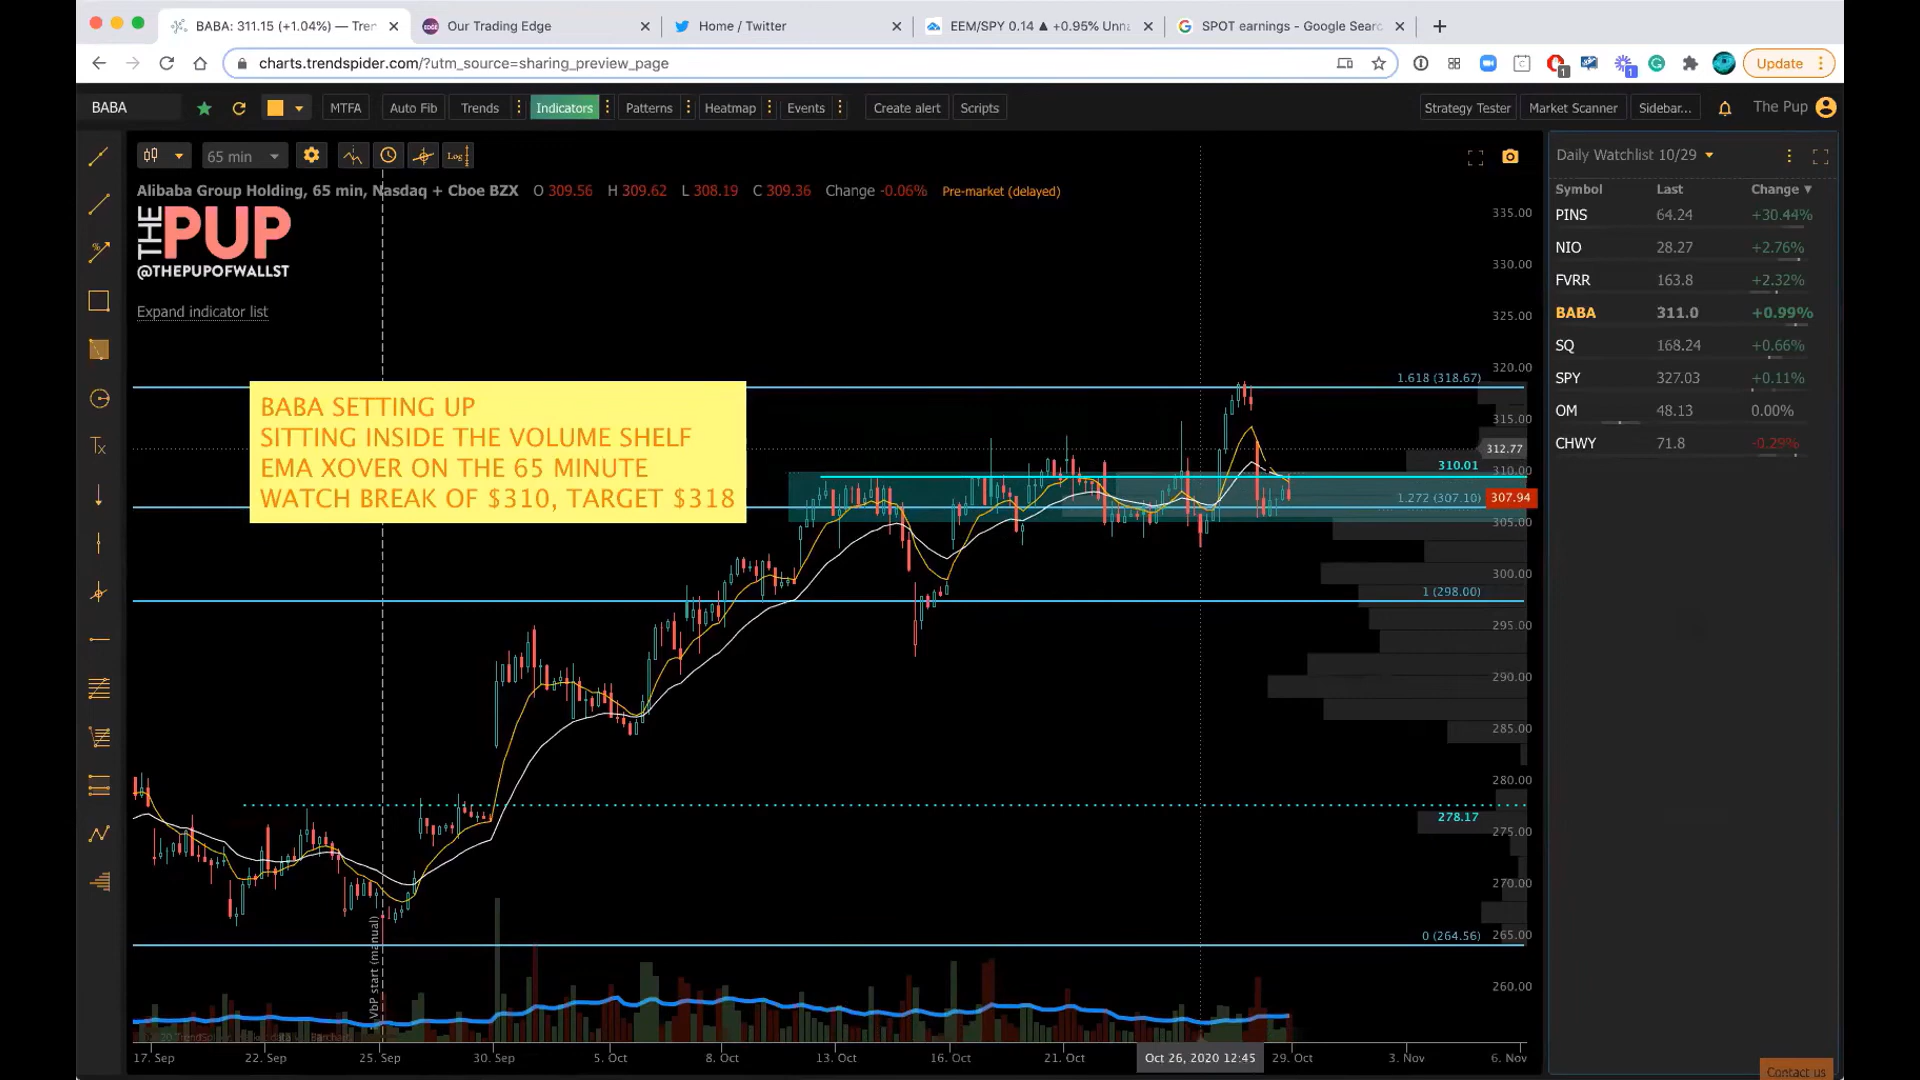 BABA: 311.15 (+1.04%) — Tren
Our Trading Edge
Home / Twitter
EEM/SPY 0.14 ▲ +0.95% Unna
SPOT earnings - Google Searc
charts.trendspider.com/?utm_source=sharing_preview_page
1
1
Update
BABA
MTFA
Auto Fib
Trends
Indicators
Patterns
Heatmap
Events
Create alert
Scripts
Strategy Tester
Market Scanner
Sidebar...
The Pup
65 min
Log
Alibaba Group Holding, 65 min, Nasdaq + Cboe BZX O 309.56 H 309.62 L 308.19 C 309.36 Change -0.06% Pre-market (delayed)
THE PUP
@THEPUPOFWALLST
Expand indicator list
BABA SETTING UP
SITTING INSIDE THE VOLUME SHELF
EMA XOVER ON THE 65 MINUTE
WATCH BREAK OF $310, TARGET $318
335.00
330.00
325.00
320.00
1.618 (318.67)
315.00
312.77
310.01
310.00
1.272 (307.10)
307.94
305.00
300.00
1 (298.00)
295.00
290.00
285.00
280.00
278.17
275.00
270.00
0 (264.56)
265.00
260.00
VbP start (manual)
17. Sep
22. Sep
25. Sep
30. Sep
5. Oct
8. Oct
13. Oct
16. Oct
21. Oct
Oct 26, 2020 12:45
29. Oct
3. Nov
6. Nov
Daily Watchlist 10/29
Symbol Last Change ▼
PINS 64.24 +30.44%
NIO 28.27 +2.76%
FVRR 163.8 +2.32%
BABA 311.0 +0.99%
SQ 168.24 +0.66%
SPY 327.03 +0.11%
OM 48.13 0.00%
CHWY 71.8 -0.29%
Contact us